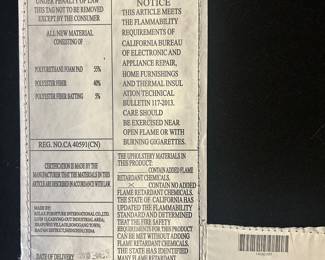 UNDER PENALTY OF LAW
THIS TAG NOT TO BE REMOVED
EXCEPT BY THE CONSUMER
ALL NEW MATERIAL
CONSISTING OF
POLYURETHANE FOAM PAD 55%
POLYESTER FIBER 40%
POLYESTER FIBER BATTING 5%
REG. NO.CA 40591(CN)
CERTIFICATION IS MADE BY THE
MANUFACTURER THAT THE MATERIALS IN THIS
ARTICLE ARE DESCRIBED IN ACCORDANCE WITH LAW
MADE BY:
FURNITURE INTERNATIONAL CO.,LTD.
DATE OF DELIVERY
NOTICE
THIS ARTICLE MEETS
THE FLAMMABILITY
REQUIREMENTS OF
CALIFORNIA BUREAU
OF ELECTRONIC AND
APPLIANCE REPAIR,
HOME FURNISHINGS
AND THERMAL INSUL
ATION TECHNICAL
BULLETIN 117-2013.
CARE SHOULD
BE EXERCISED NEAR
OPEN FLAME OR WITH
BURNING CIGARETTES.
THE UPHOLSTERY MATERIALS IN
THIS PRODUCT:
CONTAIN ADDED FLAME
RETARDANT CHEMICALS.
X CONTAIN NO ADDED
FLAME RETARDANT CHEMICALS.
THE STATE OF CALIFORNIA HAS
UPDATED THE FLAMMABILITY
STANDARD AND DETERMINED
THAT THE FIRE SAFETY
REQUIREMENTS FOR THIS PRODUCT
CAN BE MET WITHOUT ADDING
FLAME RETARDANT CHEMICALS.
THE STATE HAS IDENTIFIED
MANY FLAME RETARDANT